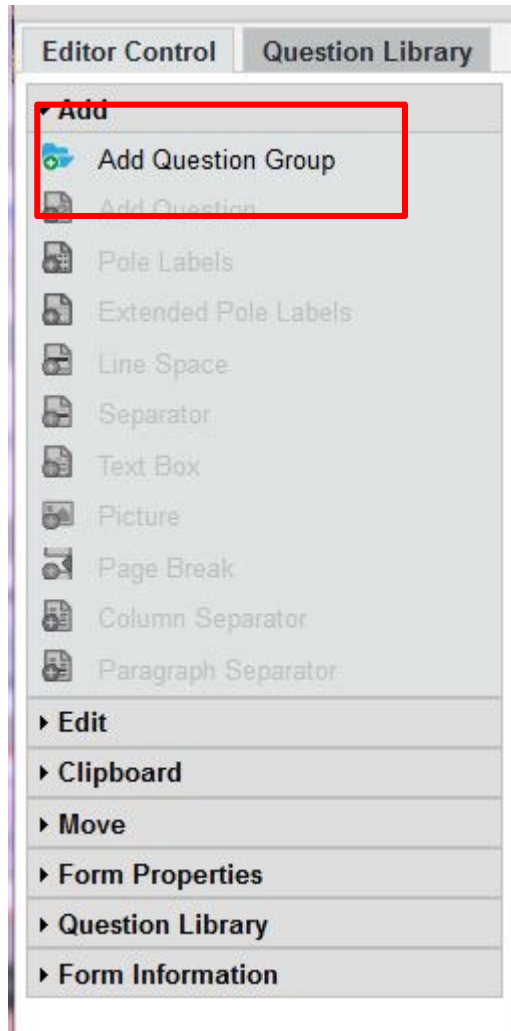 Editor Control
Question Library
Add
Add Question Group
Add Question
Pole Labels
Extended Pole Labels
Line Space
Separator
Text Box
Picture
Page Break
Column Separator
Paragraph Separator
Edit
Clipboard
Move
Form Properties
Question Library
Form Information